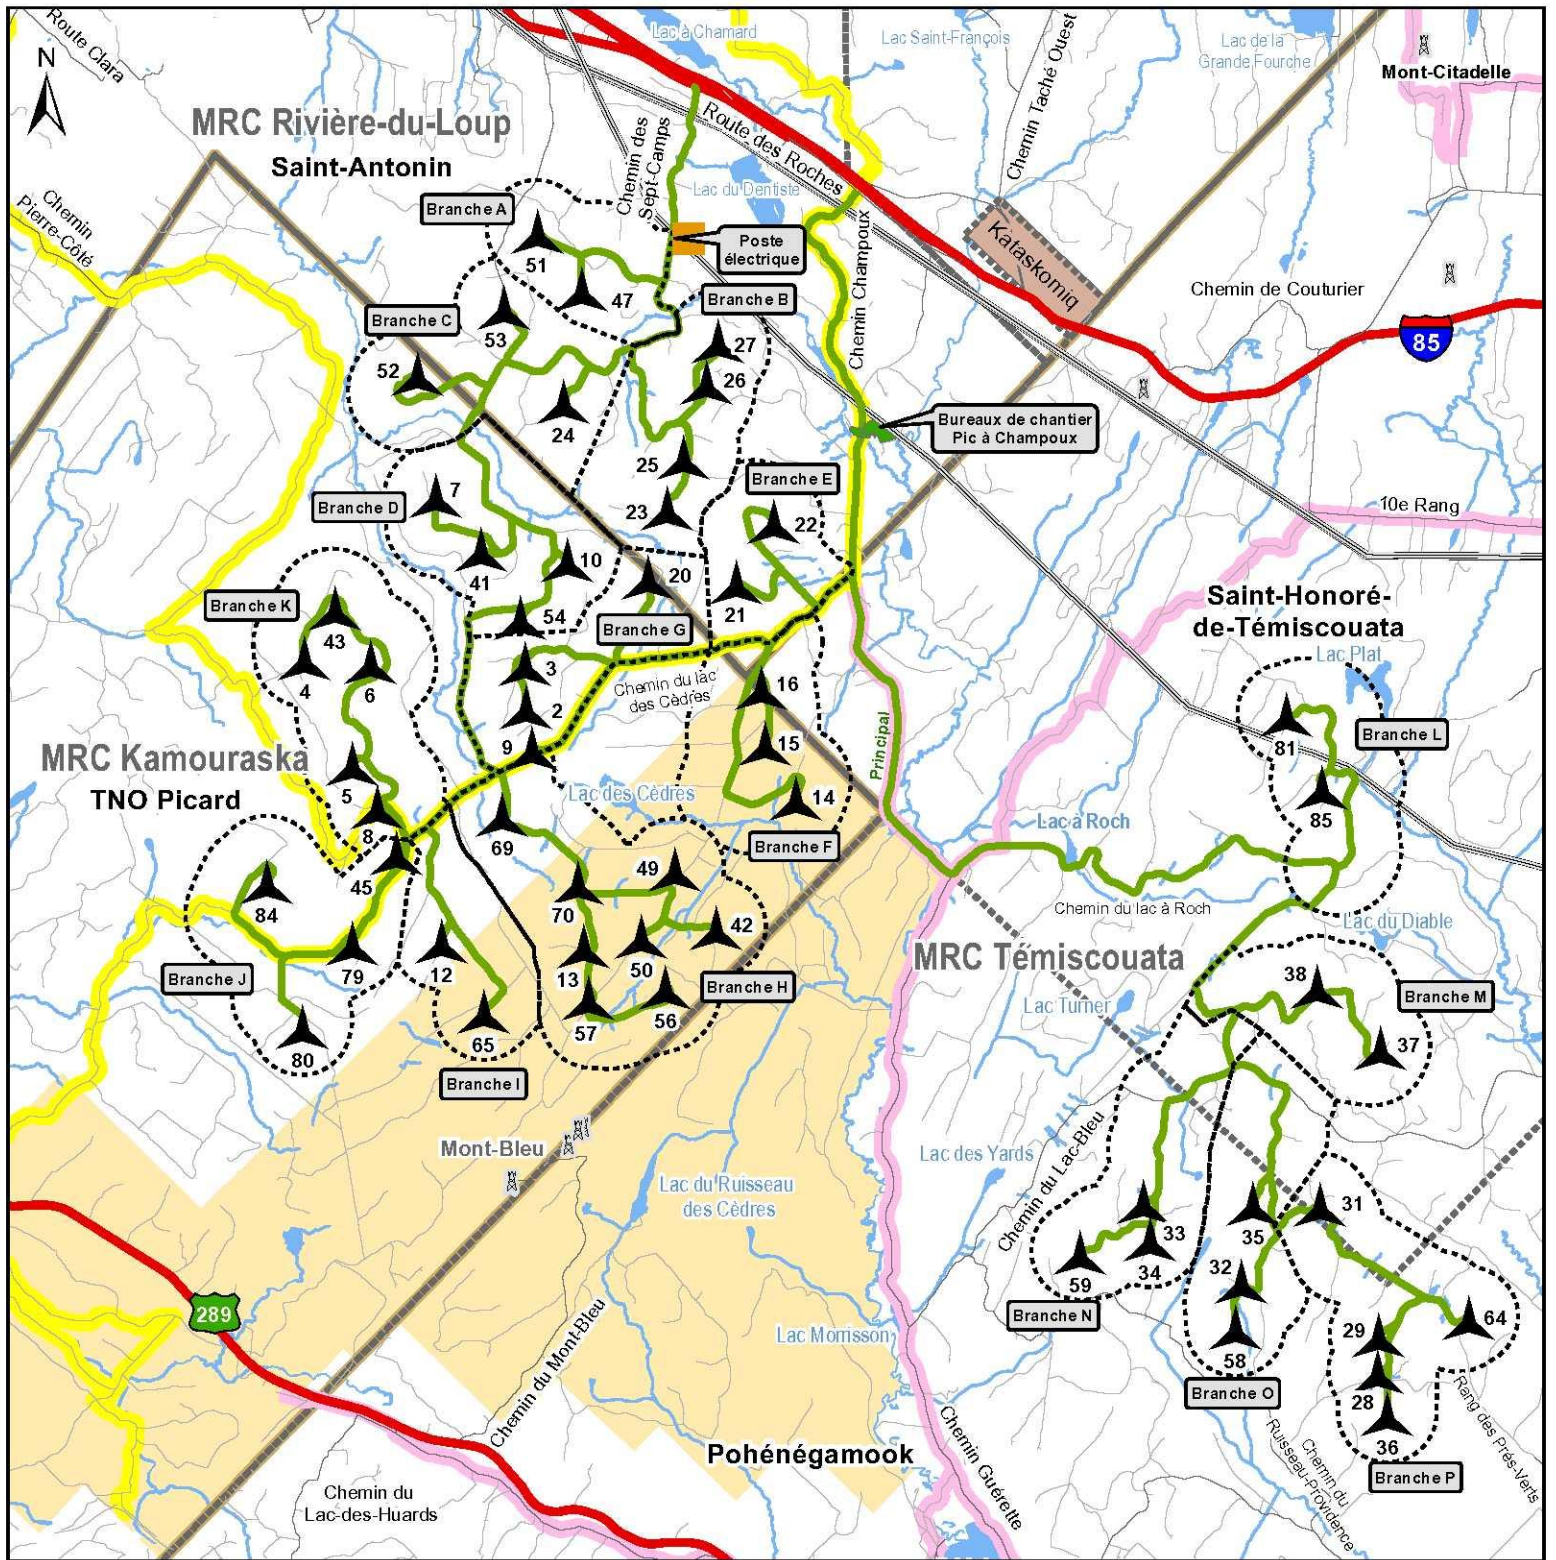 Route Clara
N
Lac à Chamard
Lac Saint-François
Chemin Taché Ouest
Lac de la
Grande Fourche
Mont-Citadelle
MRC Rivière-du-Loup
Saint-Antonin
Chemin des
Sept-Camps
Route des Roches
Lac du Dentiste
Chemin
Pierre-Côté
Branche A
51
47
Poste
électrique
Kataskomiq
Chemin de Couturier
85
Branche B
Chemin Champoux
Branche C
53
52
24
27
26
25
23
Bureaux de chantier
Pic à Champoux
Branche E
22
21
10e Rang
Branche D
7
41
10
54
20
Branche G
Saint-Honoré-
de-Témiscouata
Lac Plat
Branche K
43
4
6
5
8
3
2
9
Chemin du lac
des Cèdres
16
15
14
Principal
81
85
Branche L
MRC Kamouraska
TNO Picard
Lac des Cèdres
Lac à Roch
Branche F
69
45
84
49
70
42
50
13
57
56
Branche H
79
12
Branche J
80
65
Branche I
Chemin du lac à Roch
Lac du Diable
MRC Témiscouata
38
Branche M
37
Lac Turner
Mont-Bleu
Chemin du Lac-Bleu
Lac des Yards
Lac du Ruisseau
des Cèdres
33
34
59
Branche N
35
31
32
58
Branche O
29
28
36
64
Branche P
289
Lac Morrisson
Chemin du Mont-Bleu
Pohénégamook
Chemin Guérette
Chemin du
Ruisseau-Providence
Rang des Prés-Verts
Chemin du
Lac-des-Huards